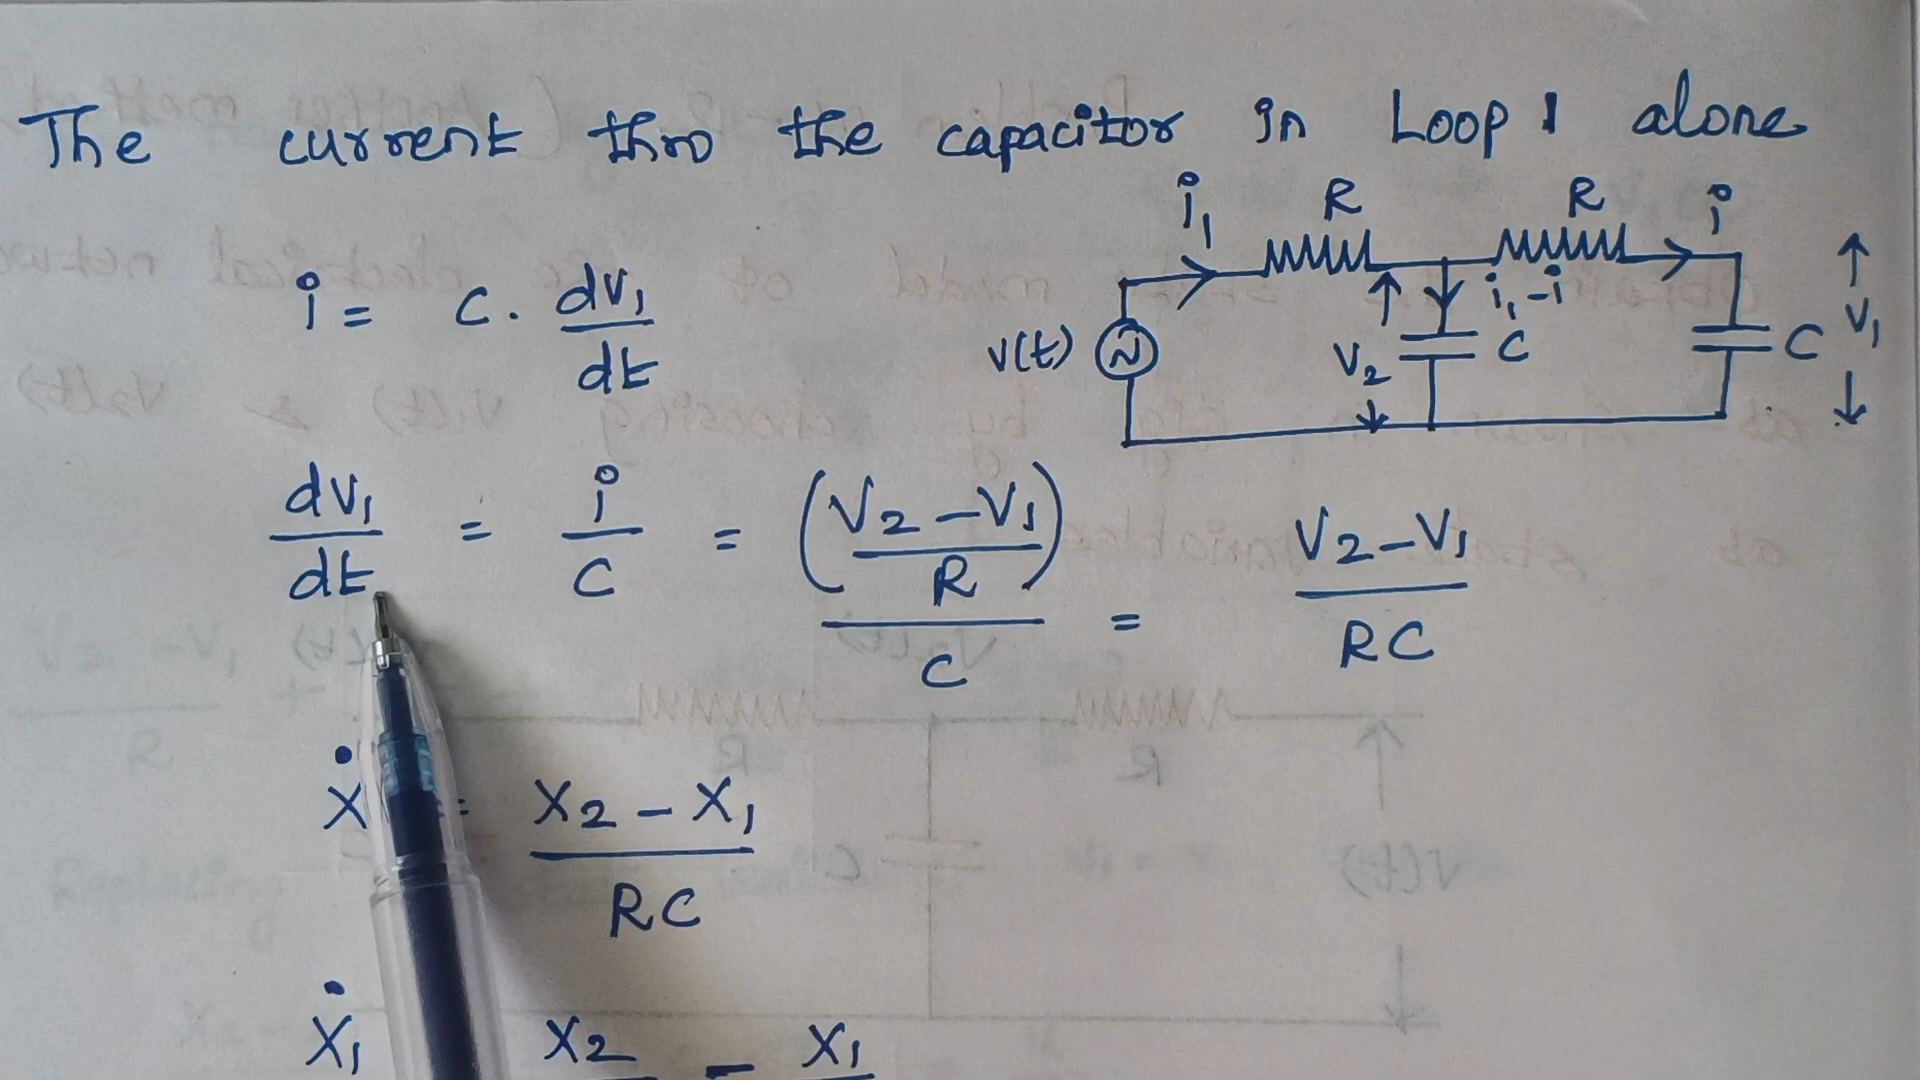 The current thro the capacitor in Loop 1 alone
i₁ R R i
i = C. dv₁/dt
v(t) V₂ i₁-i C C V₁
dv₁/dt = i/C = ((V₂-V₁)/R)/C = (V₂-V₁)/RC
Ẋ = (X₂-X₁)/RC
Ẋ₁ X₂ - X₁